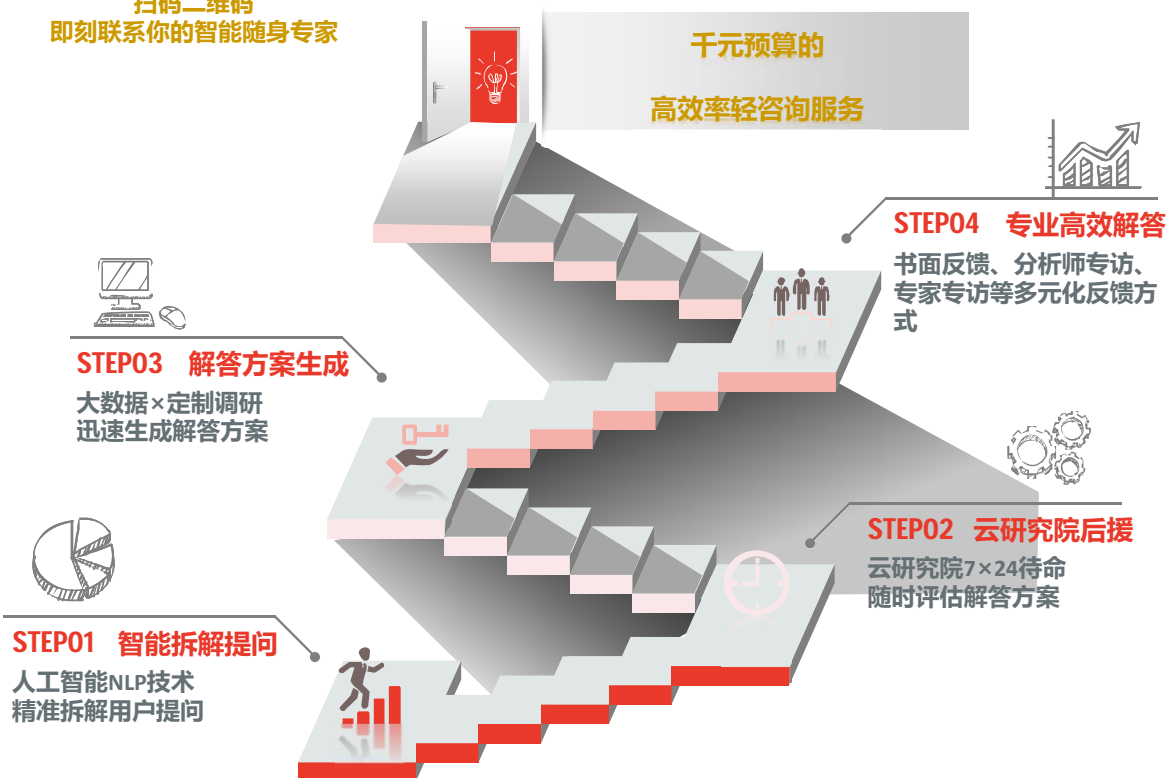 扫码二维码
即刻联系你的智能随身专家
千元预算的
高效率轻咨询服务
STEP04 专业高效解答
书面反馈、分析师专访、
专家专访等多元化反馈方
式
STEP03 解答方案生成
大数据×定制调研
迅速生成解答方案
STEP02 云研究院后援
云研究院7×24待命
随时评估解答方案
STEP01 智能拆解提问
人工智能NLP技术
精准拆解用户提问